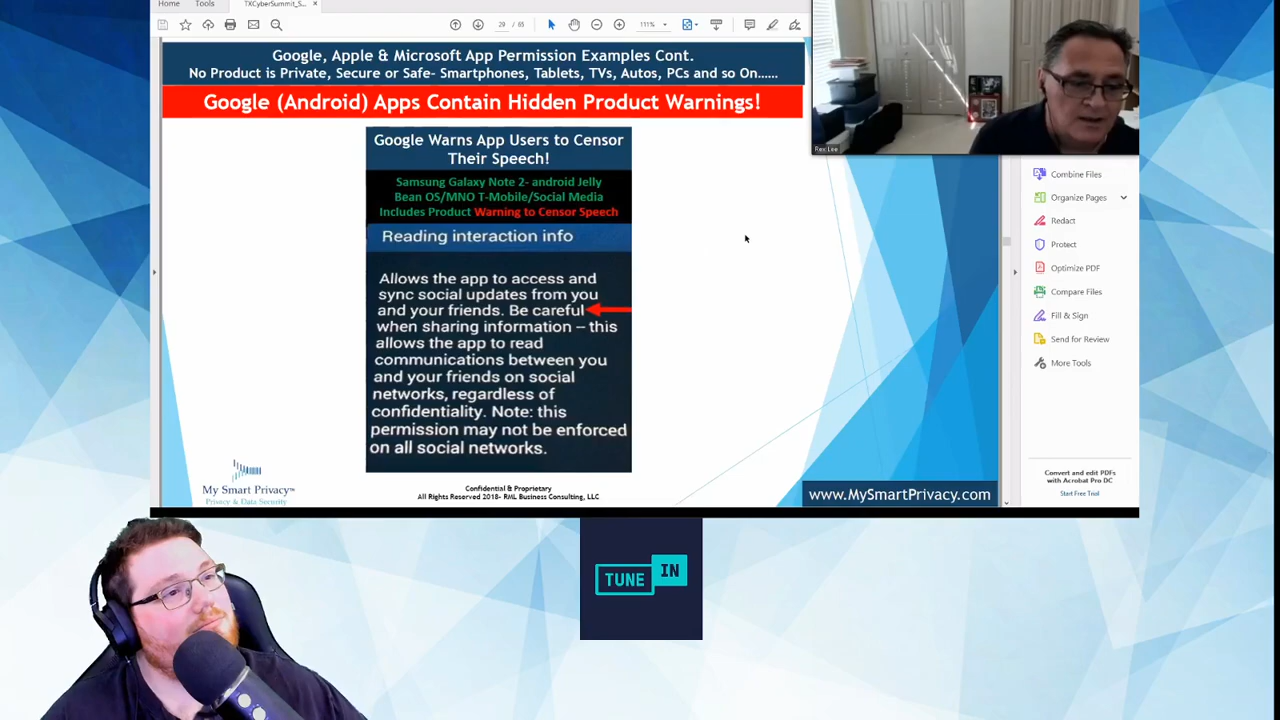 Home
Tools
TXCyberSummit_S...
×
29 / 65
111%
Google, Apple & Microsoft App Permission Examples Cont.
No Product is Private, Secure or Safe- Smartphones, Tablets, TVs, Autos, PCs and so On......
Google (Android) Apps Contain Hidden Product Warnings!
Google Warns App Users to Censor
Their Speech!
Samsung Galaxy Note 2- android Jelly
Bean OS/MNO T-Mobile/Social Media
Includes Product Warning to Censor Speech
Reading interaction info
Allows the app to access and
sync social updates from you
and your friends. Be careful
when sharing information -- this
allows the app to read
communications between you
and your friends on social
networks, regardless of
confidentiality. Note: this
permission may not be enforced
on all social networks.
My Smart Privacy™
Privacy & Data Security
Confidential & Proprietary
All Rights Reserved 2018- RML Business Consulting, LLC
www.MySmartPrivacy.com
Rex Lee
Combine Files
Organize Pages
Redact
Protect
Optimize PDF
Compare Files
Fill & Sign
Send for Review
More Tools
Convert and edit PDFs
with Acrobat Pro DC
Start Free Trial
TUNE IN